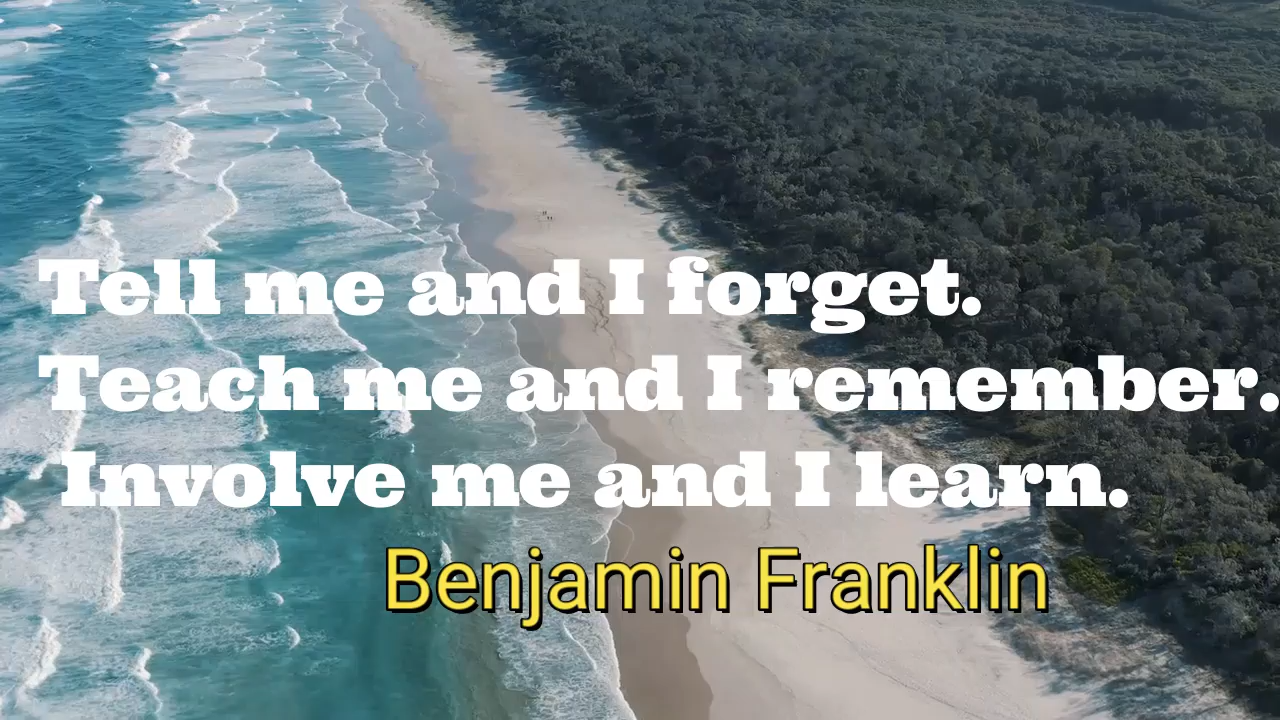 Tell me and I forget.
Teach me and I remember.
Involve me and I learn.
Benjamin Franklin